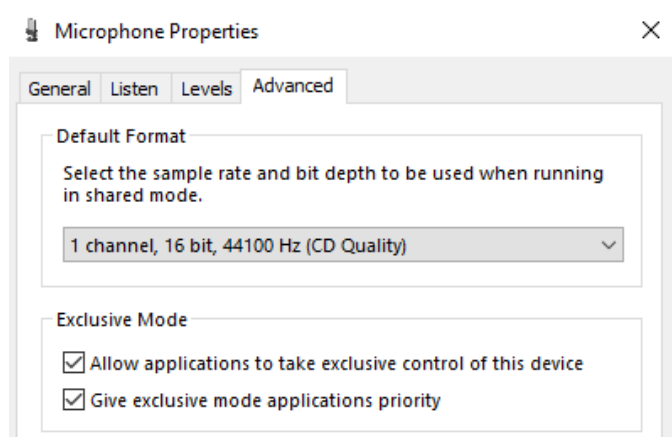 Microphone Properties
General Listen Levels Advanced
Default Format
Select the sample rate and bit depth to be used when running
in shared mode.
1 channel, 16 bit, 44100 Hz (CD Quality)
Exclusive Mode
Allow applications to take exclusive control of this device
Give exclusive mode applications priority